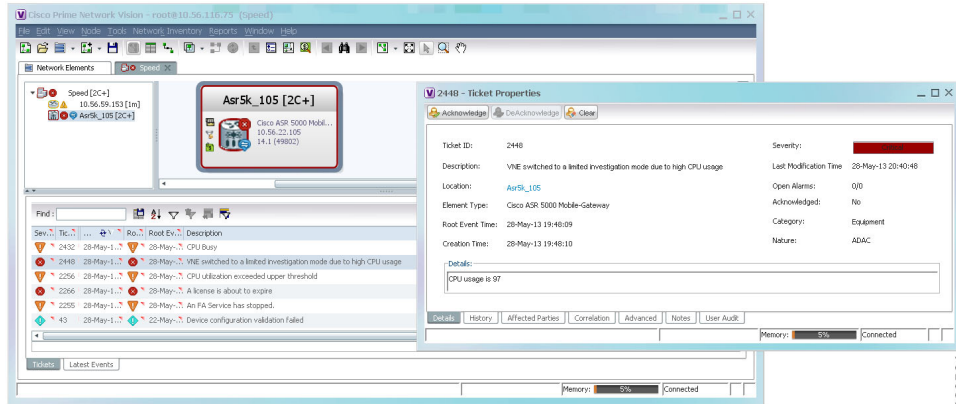 Cisco Prime Network Vision - root@10.56.116.75 (Speed)
File Edit View Node Tools Network Inventory Reports Window Help
Network Elements Speed
Speed [2C+]
10.56.59.153 [1m]
Asr5k_105 [2C+]
Asr5k_105 [2C+]
Cisco ASR 5000 Mobil...
10.56.22.105
14.1 (49802)
Find :
Sev... Tic... ... Ro... Root Ev... Description
2432 28-May-1... 28-May-... CPU Busy
2448 28-May-1... 28-May-... VNE switched to a limited investigation mode due to high CPU usage
2256 28-May-1... 28-May-... CPU utilization exceeded upper threshold
2266 28-May-1... 28-May-... A license is about to expire
2255 28-May-1... 28-May-... An FA Service has stopped.
43 28-May-1... 22-May-... Device configuration validation failed
Tickets Latest Events
Memory: 5% Connected
2448 - Ticket Properties
Acknowledge DeAcknowledge Clear
Ticket ID: 2448 Severity: Critical
Description: VNE switched to a limited investigation mode due to high CPU usage Last Modification Time 28-May-13 20:40:48
Location: Asr5k_105 Open Alarms: 0/0
Element Type: Cisco ASR 5000 Mobile-Gateway Acknowledged: No
Root Event Time: 28-May-13 19:48:09 Category: Equipment
Creation Time: 28-May-13 19:48:10 Nature: ADAC
Details:
CPU usage is 97
Details History Affected Parties Correlation Advanced Notes User Audit
Memory: 5% Connected